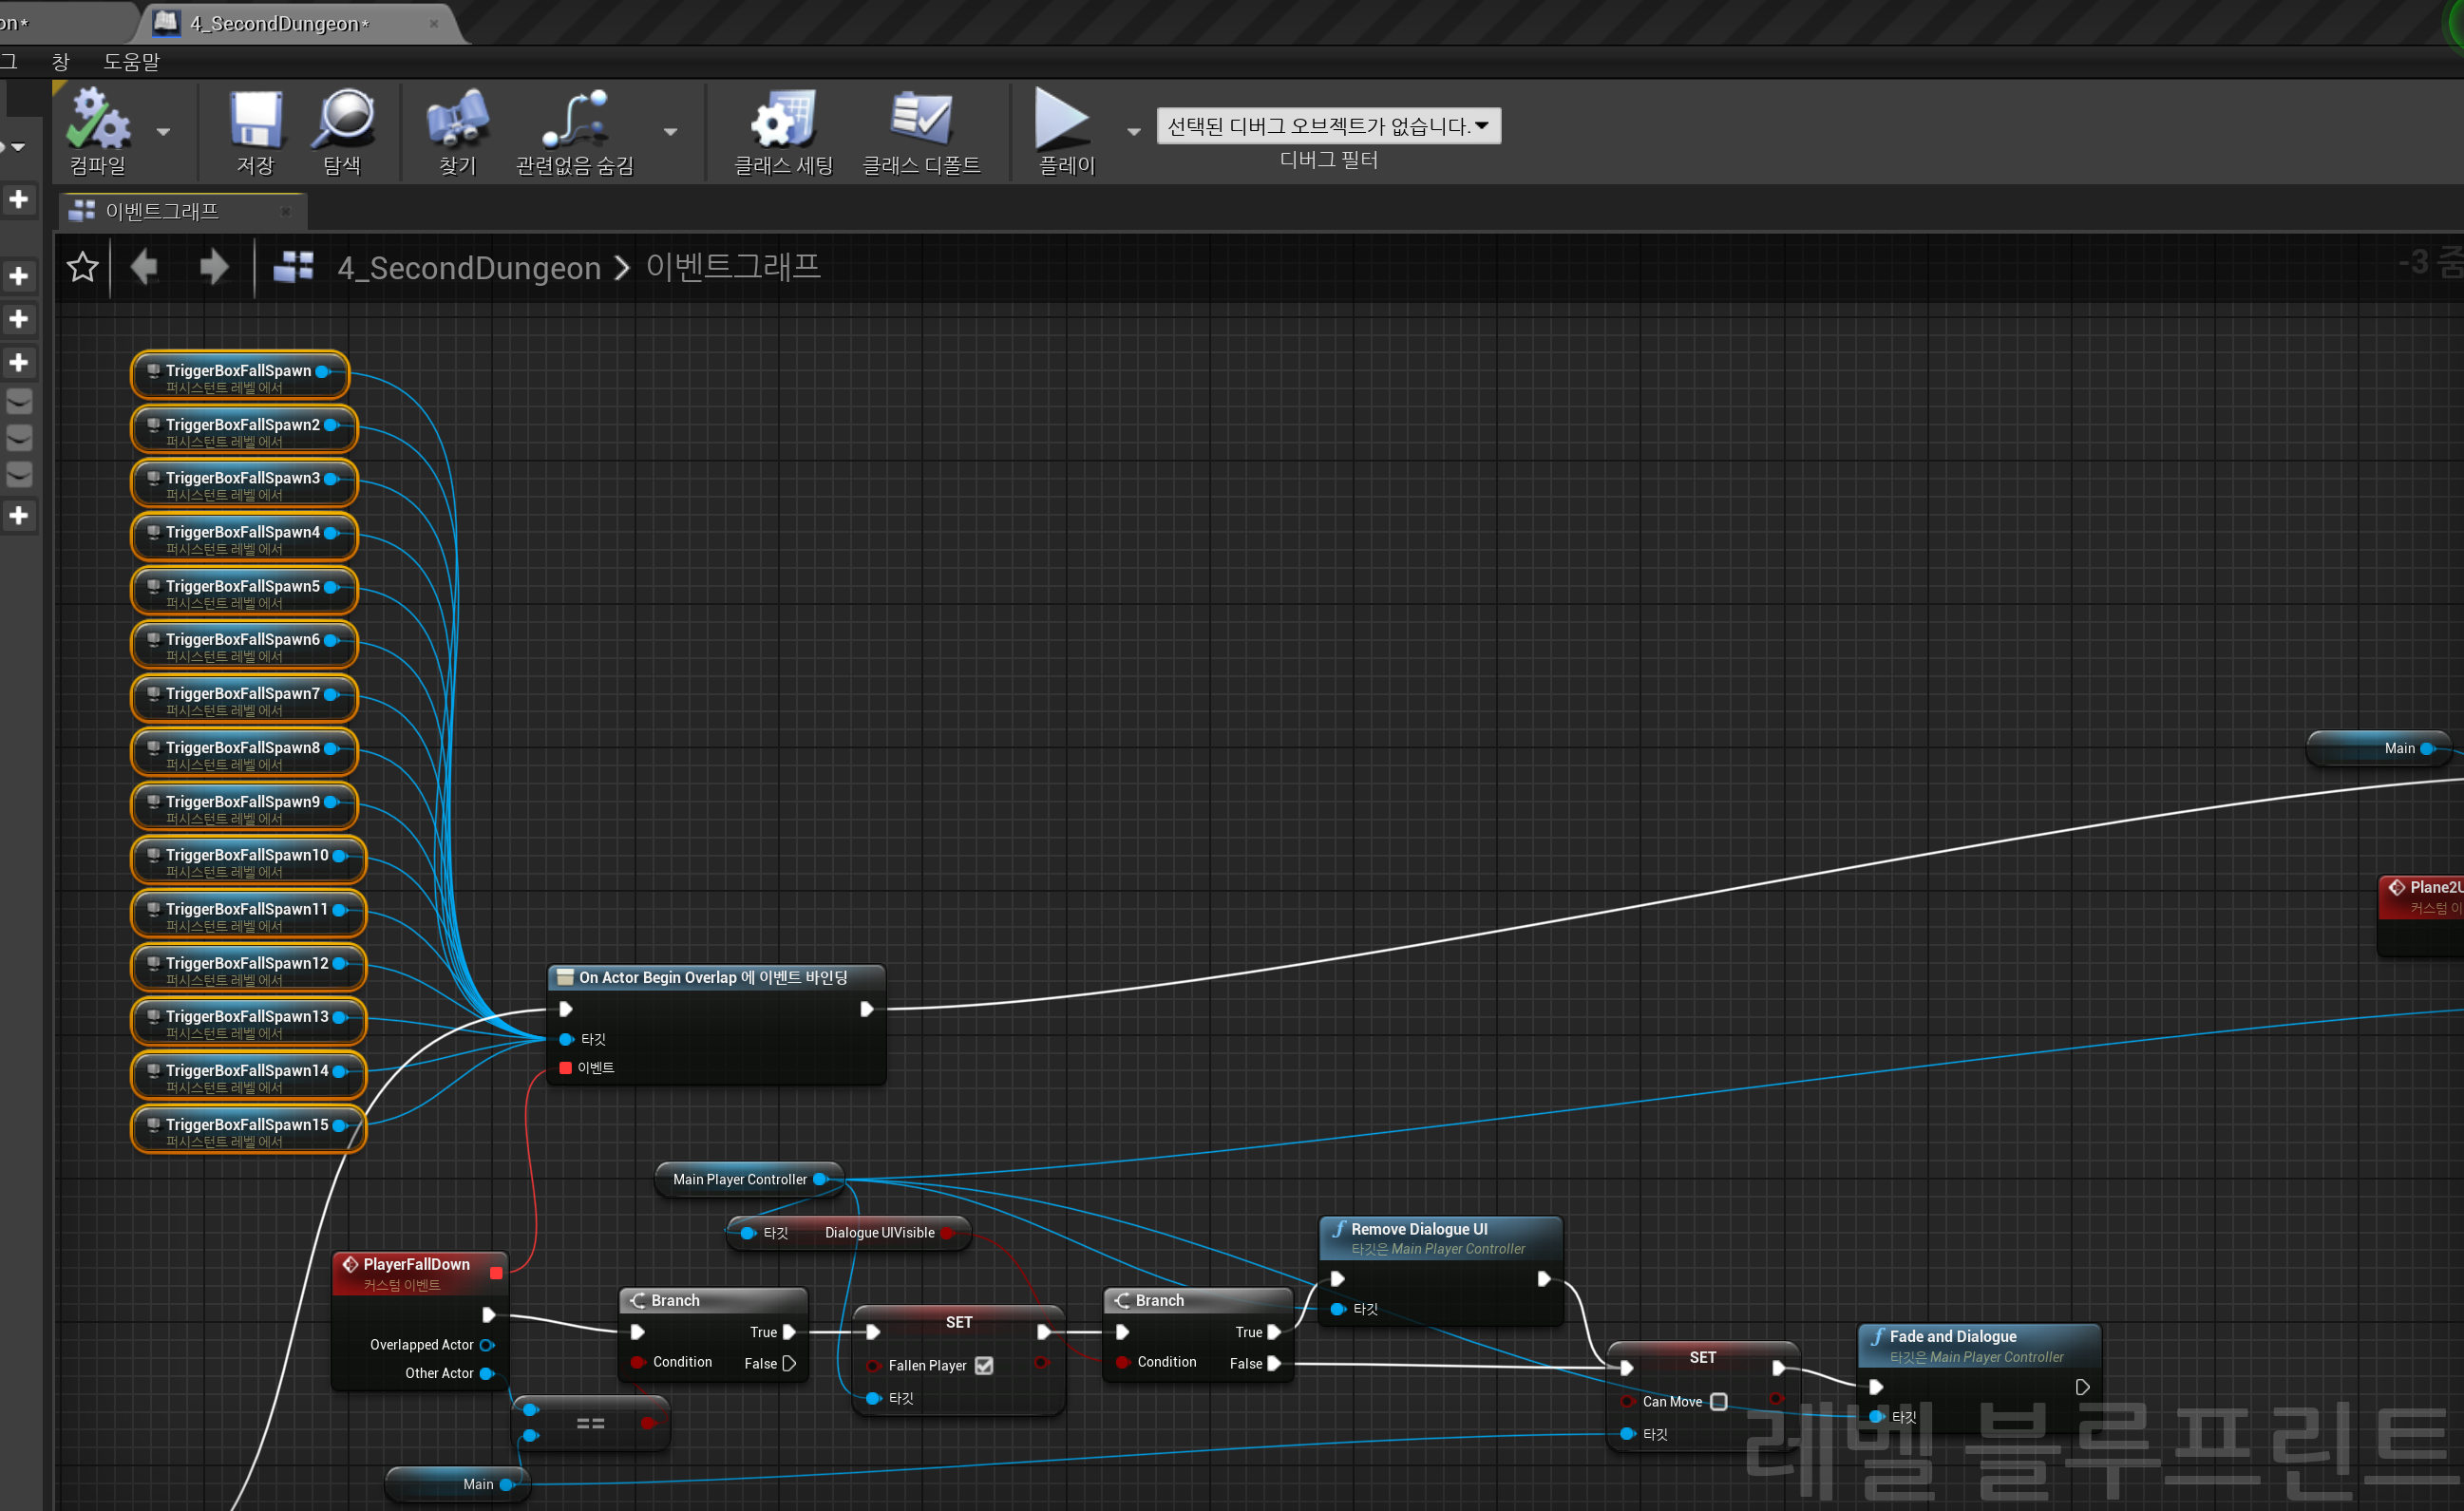 on*
4_SecondDungeon*
그 창 도움말
컴파일 저장 탐색 찾기 관련없음 숨김 클래스 세팅 클래스 디폴트 플레이
선택된 디버그 오브젝트가 없습니다.
디버그 필터
이벤트그래프
4_SecondDungeon 이벤트그래프
-3 줌
TriggerBoxFallSpawn
퍼시스턴트 레벨 에서
TriggerBoxFallSpawn2
퍼시스턴트 레벨 에서
TriggerBoxFallSpawn3
퍼시스턴트 레벨 에서
TriggerBoxFallSpawn4
퍼시스턴트 레벨 에서
TriggerBoxFallSpawn5
퍼시스턴트 레벨 에서
TriggerBoxFallSpawn6
퍼시스턴트 레벨 에서
TriggerBoxFallSpawn7
퍼시스턴트 레벨 에서
TriggerBoxFallSpawn8
퍼시스턴트 레벨 에서
TriggerBoxFallSpawn9
퍼시스턴트 레벨 에서
TriggerBoxFallSpawn10
퍼시스턴트 레벨 에서
TriggerBoxFallSpawn11
퍼시스턴트 레벨 에서
TriggerBoxFallSpawn12
퍼시스턴트 레벨 에서
TriggerBoxFallSpawn13
퍼시스턴트 레벨 에서
TriggerBoxFallSpawn14
퍼시스턴트 레벨 에서
TriggerBoxFallSpawn15
퍼시스턴트 레벨 에서
Main
Plane2U
커스텀 이
On Actor Begin Overlap 에 이벤트 바인딩
타깃
이벤트
Main Player Controller
타깃 Dialogue UIVisible
PlayerFallDown
커스텀 이벤트
Overlapped Actor
Other Actor
==
Main
Branch
True
Condition False
SET
Fallen Player
타깃
Branch
True
Condition False
Remove Dialogue UI
타깃은 Main Player Controller
타깃
SET
Can Move
타깃
Fade and Dialogue
타깃은 Main Player Controller
타깃
레벨 블루프린트